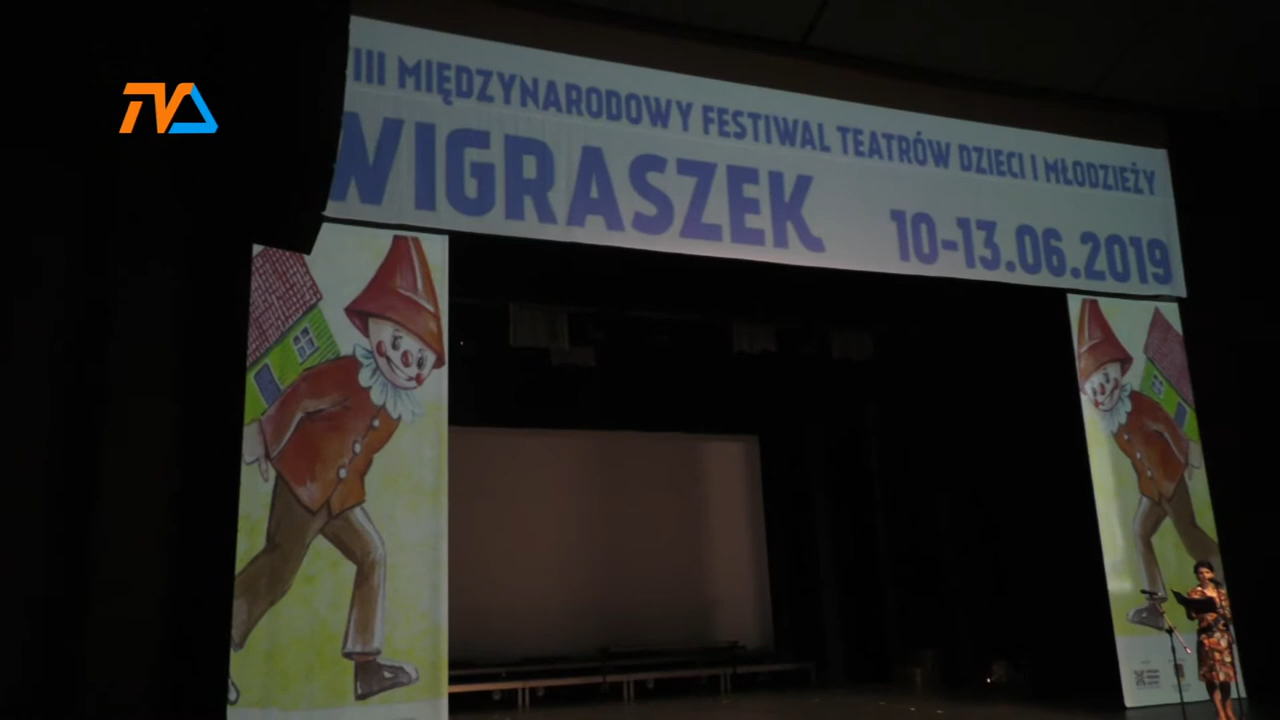 TVA
III MIĘDZYNARODOWY FESTIWAL TEATRÓW DZIECI I MŁODZIEŻY
WIGRASZEK 10-13.06.2019